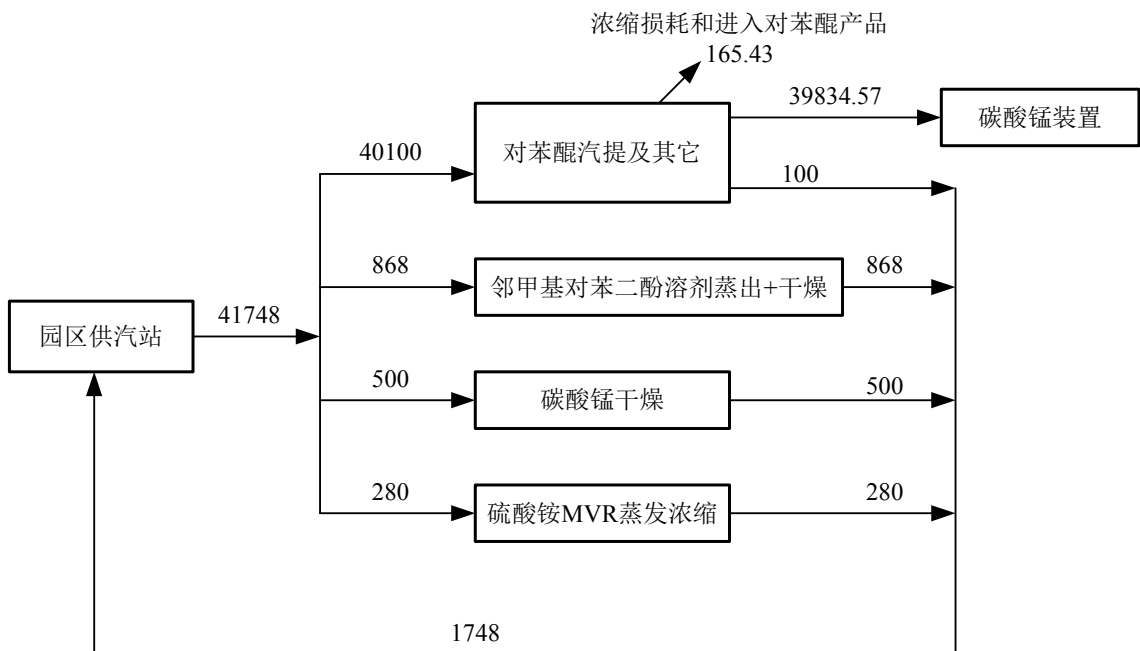 浓缩损耗和进入对苯醌产品
165.43
39834.57
碳酸锰装置
40100
对苯醌汽提及其它
100
868
邻甲基对苯二酚溶剂蒸出+干燥
868
园区供汽站
41748
500
碳酸锰干燥
500
280
硫酸铵MVR蒸发浓缩
280
1748